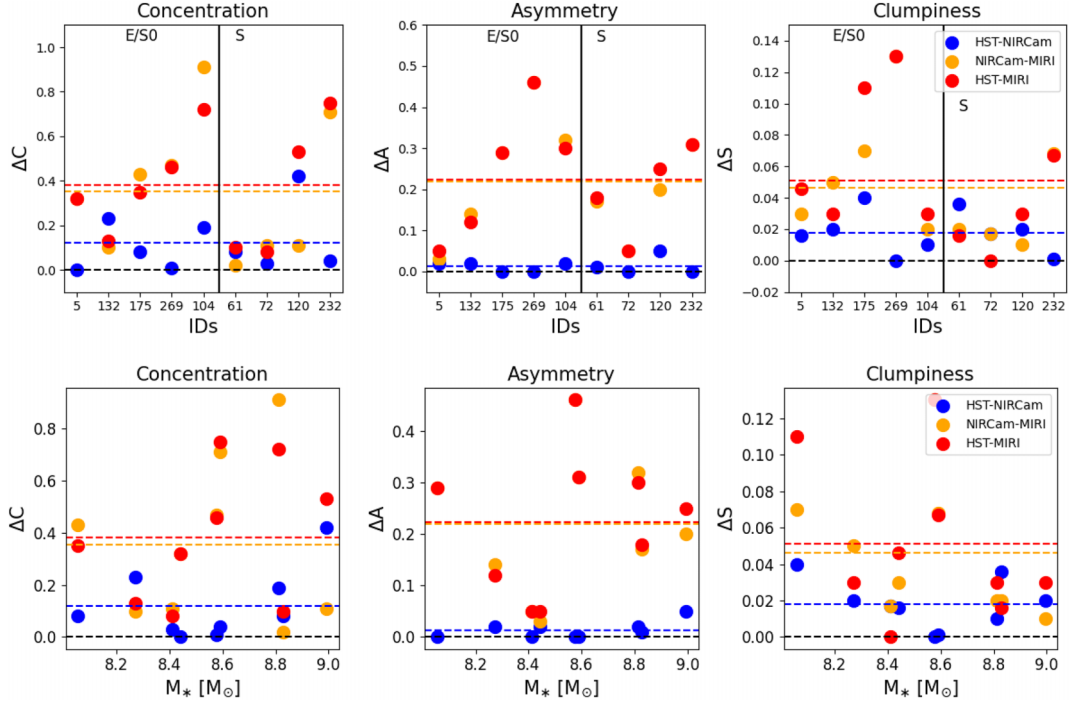 Concentration
E/S0
S
1.0
0.8
0.6
0.4
0.2
0.0
ΔC
5 132 175 269 104 61 72 120 232
IDs
Asymmetry
E/S0
S
0.6
0.5
0.4
0.3
0.2
0.1
0.0
ΔA
5 132 175 269 104 61 72 120 232
IDs
Clumpiness
E/S0
S
HST-NIRCam
NIRCam-MIRI
HST-MIRI
0.14
0.12
0.10
0.08
0.06
0.04
0.02
0.00
−0.02
ΔS
5 132 175 269 104 61 72 120 232
IDs
Concentration
0.8
0.6
0.4
0.2
0.0
ΔC
8.2 8.4 8.6 8.8 9.0
M∗ [M⊙]
Asymmetry
0.4
0.3
0.2
0.1
0.0
ΔA
8.2 8.4 8.6 8.8 9.0
M∗ [M⊙]
Clumpiness
HST-NIRCam
NIRCam-MIRI
HST-MIRI
0.12
0.10
0.08
0.06
0.04
0.02
0.00
ΔS
8.2 8.4 8.6 8.8 9.0
M∗ [M⊙]